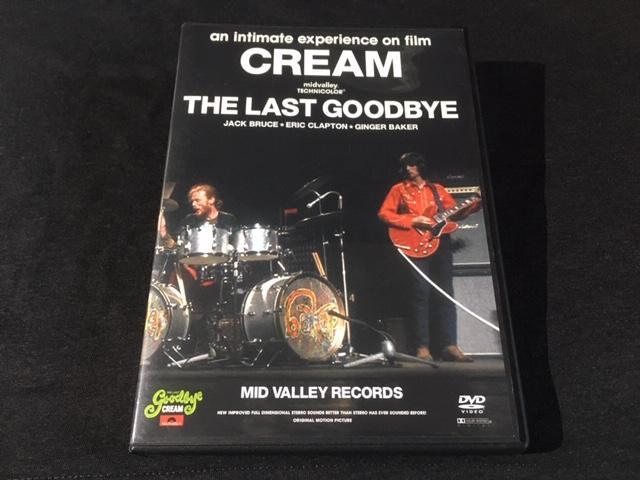 an intimate experience on film
CREAM
midvalley
TECHNICOLOR®
THE LAST GOODBYE
JACK BRUCE ★ ERIC CLAPTON ★ GINGER BAKER
MID VALLEY RECORDS
Goodbye
CREAM
NEW IMPROVED FULL DIMENSIONAL STEREO SOUNDS BETTER THAN STEREO HAS EVER SOUNDED BEFORE!
ORIGINAL MOTION PICTURE
DVD
VIDEO